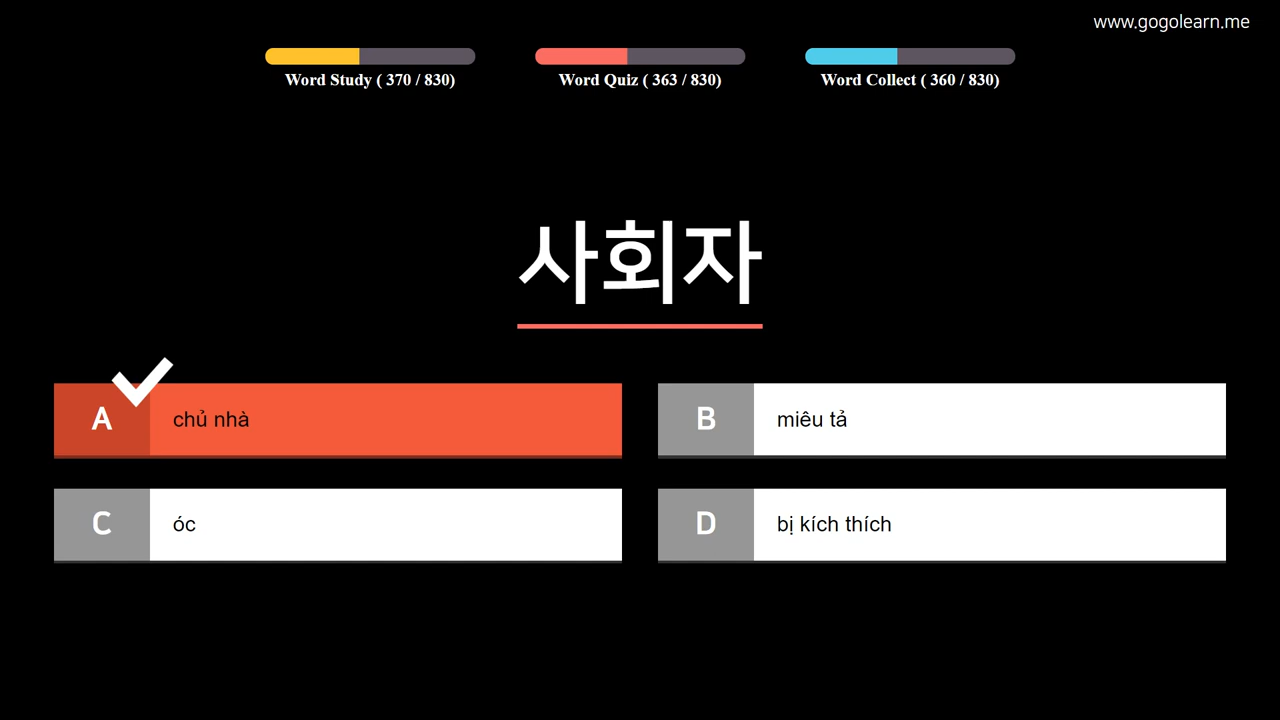 www.gogolearn.me
Word Study ( 370 / 830)
Word Quiz ( 363 / 830)
Word Collect ( 360 / 830)
사회자
A chủ nhà
B miêu tả
C óc
D bị kích thích